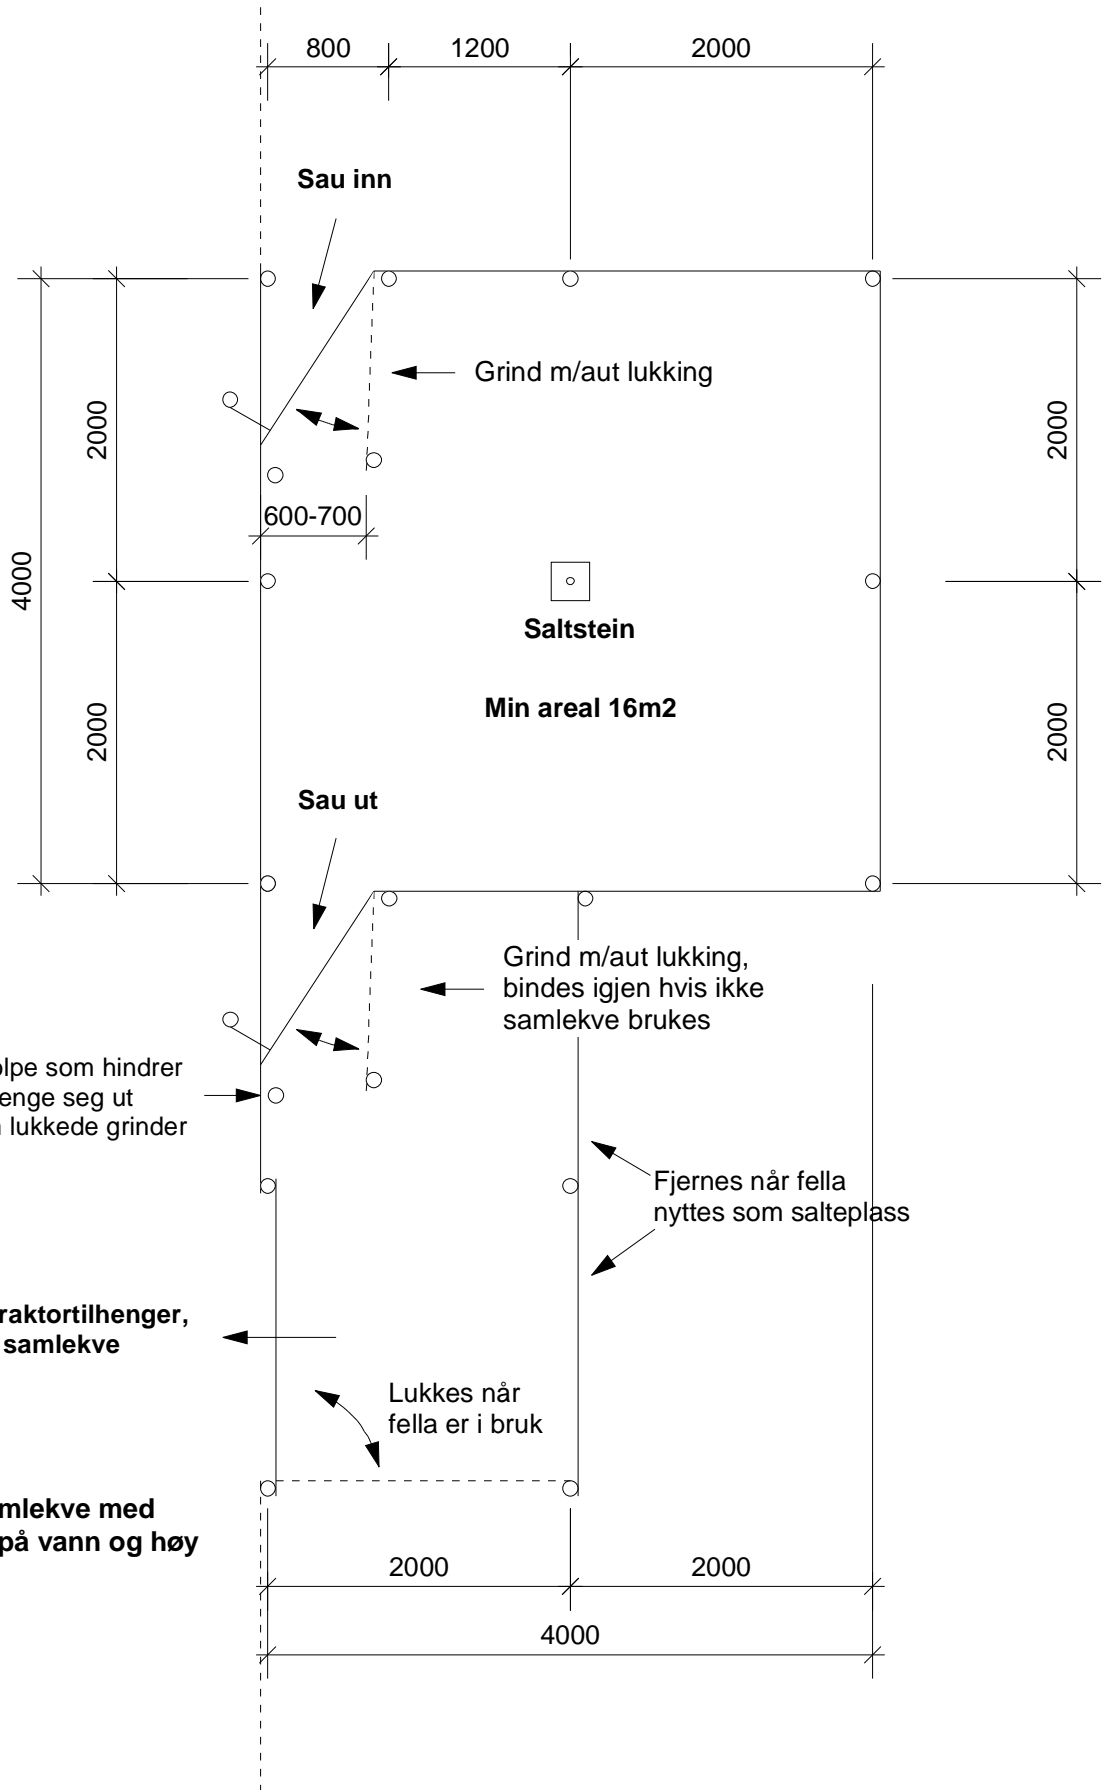 800
1200
2000
Sau inn
Grind m/aut lukking
2000
2000
600-700
4000
Saltstein
Min areal 16m2
2000
2000
Sau ut
Grind m/aut lukking,
bindes igjen hvis ikke
samlekve brukes
olpe som hindrer
enge seg ut
lukkede grinder
Fjernes når fella
nyttes som salteplass
raktortilhenger,
samlekve
Lukkes når
fella er i bruk
mlekve med
på vann og høy
2000
2000
4000